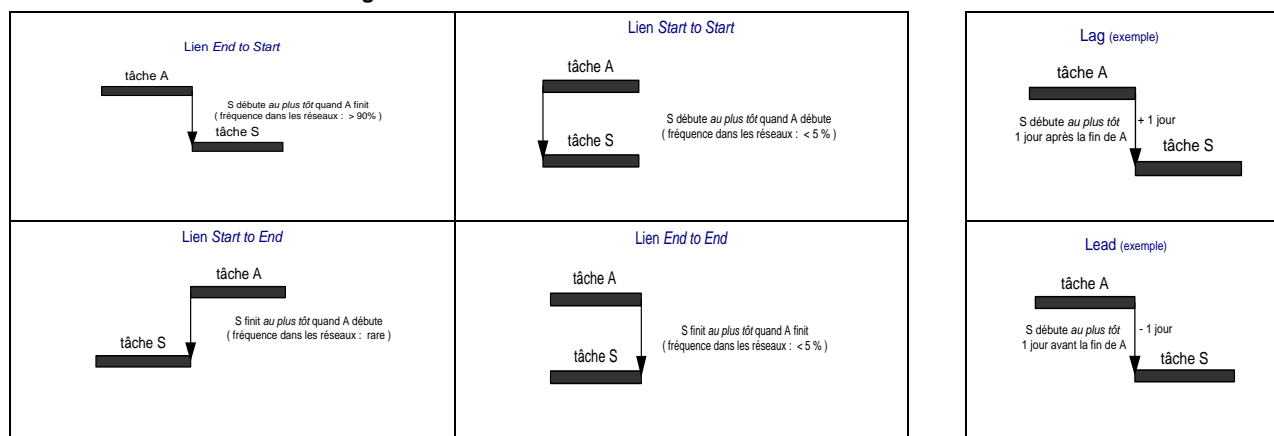 Lien End to Start
tâche A
S débute au plus tôt quand A finit
( fréquence dans les réseaux : > 90% )
tâche S
Lien Start to Start
tâche A
S débute au plus tôt quand A débute
( fréquence dans les réseaux : < 5 % )
tâche S
Lag (exemple)
tâche A
S débute au plus tôt
1 jour après la fin de A
+ 1 jour
tâche S
Lien Start to End
tâche A
S finit au plus tôt quand A débute
( fréquence dans les réseaux : rare )
tâche S
Lien End to End
tâche A
S finit au plus tôt quand A finit
( fréquence dans les réseaux : < 5 % )
tâche S
Lead (exemple)
tâche A
S débute au plus tôt
1 jour avant la fin de A
- 1 jour
tâche S